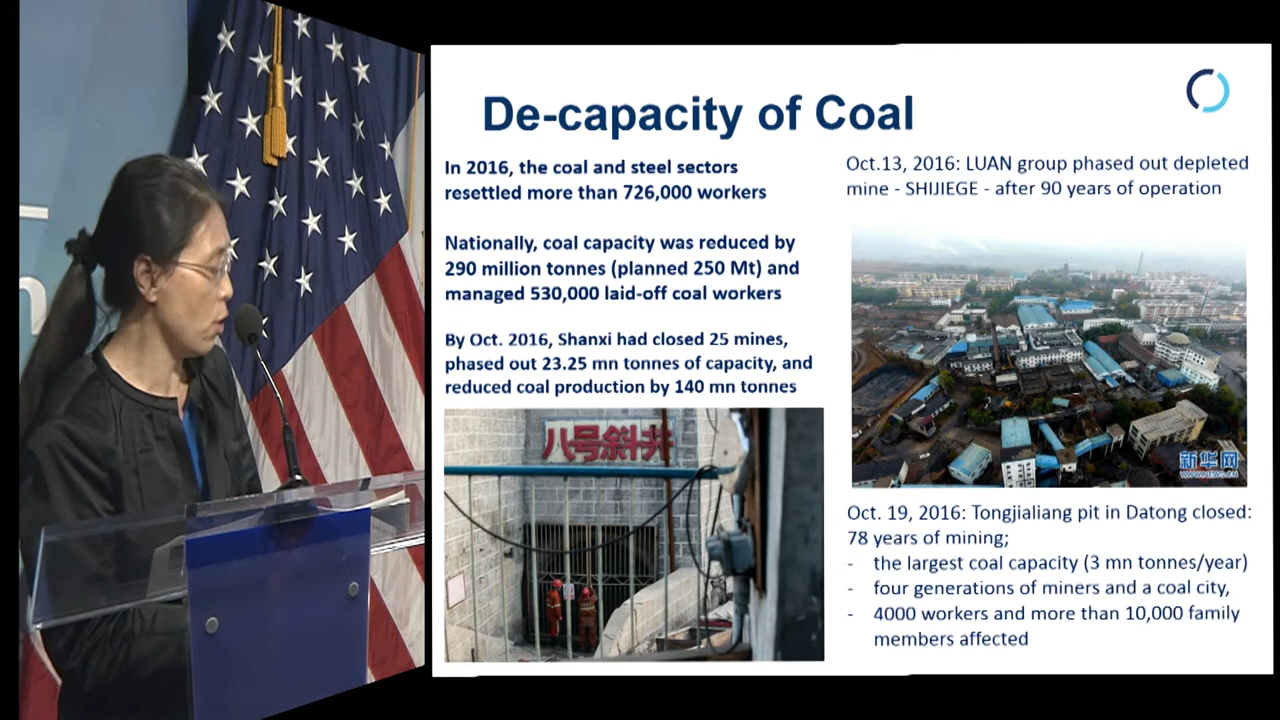 De-capacity of Coal
In 2016, the coal and steel sectors
resettled more than 726,000 workers
Nationally, coal capacity was reduced by
290 million tonnes (planned 250 Mt) and
managed 530,000 laid-off coal workers
By Oct. 2016, Shanxi had closed 25 mines,
phased out 23.25 mn tonnes of capacity, and
reduced coal production by 140 mn tonnes
八号斜井
Oct.13, 2016: LUAN group phased out depleted
mine - SHIJIEGE - after 90 years of operation
新华网
WWW.NEWS.CN
Oct. 19, 2016: Tongjialiang pit in Datong closed:
78 years of mining;
- the largest coal capacity (3 mn tonnes/year)
- four generations of miners and a coal city,
- 4000 workers and more than 10,000 family
members affected